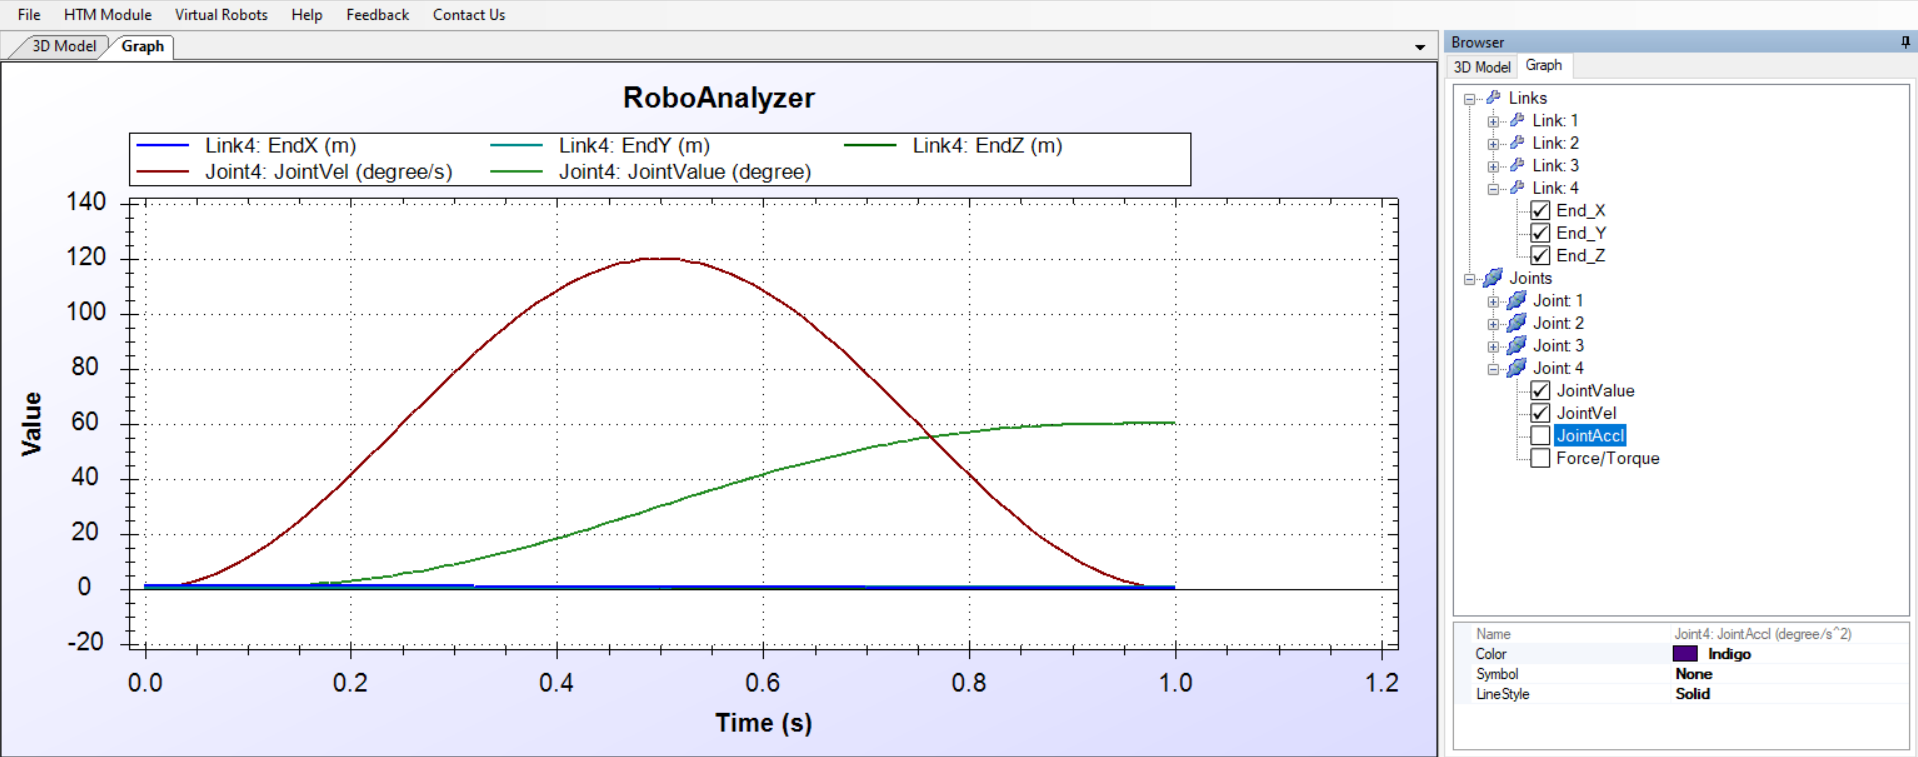 File HTM Module Virtual Robots Help Feedback Contact Us
3D Model Graph
RoboAnalyzer
Link4: EndX (m) Link4: EndY (m) Link4: EndZ (m)
Joint4: JointVel (degree/s) Joint4: JointValue (degree)
140
120
100
80
60
40
20
0
-20
Value
0.0 0.2 0.4 0.6 0.8 1.0 1.2
Time (s)
Browser
3D Model Graph
Links
Link: 1
Link: 2
Link: 3
Link: 4
End_X
End_Y
End_Z
Joints
Joint: 1
Joint: 2
Joint: 3
Joint: 4
JointValue
JointVel
JointAccl
Force/Torque
Name Joint4: JointAccl (degree/s^2)
Color Indigo
Symbol None
LineStyle Solid